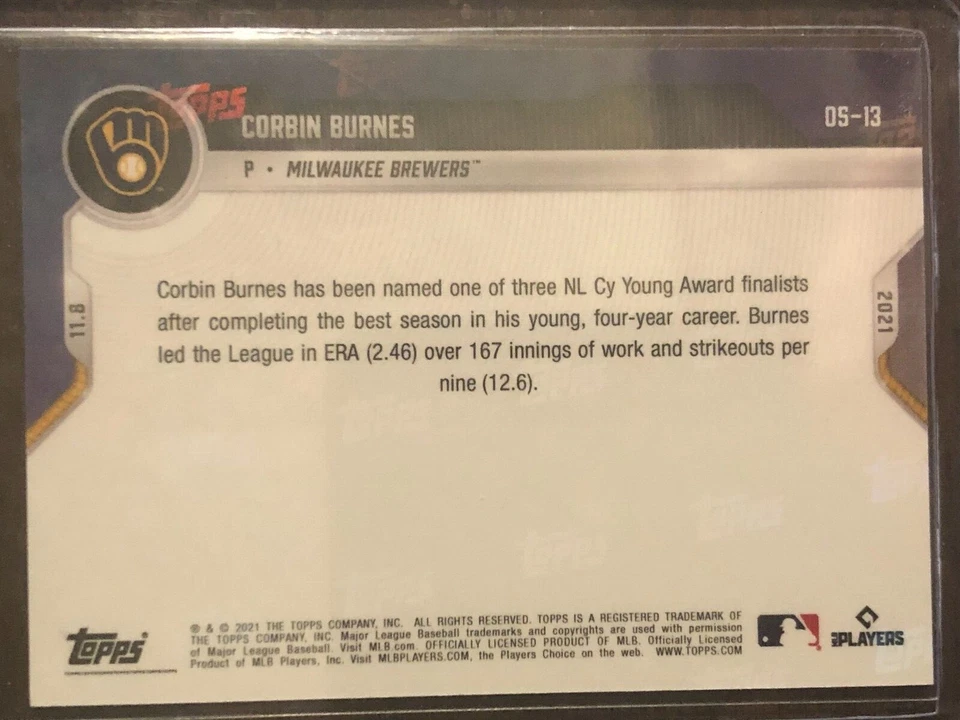 Topps
CORBIN BURNES
OS-13
P • MILWAUKEE BREWERS™
11.8
2021
Corbin Burnes has been named one of three NL Cy Young Award finalists
after completing the best season in his young, four-year career. Burnes
led the League in ERA (2.46) over 167 innings of work and strikeouts per
nine (12.6).
Topps
® & © 2021 THE TOPPS COMPANY, INC. ALL RIGHTS RESERVED. TOPPS IS A REGISTERED TRADEMARK OF
THE TOPPS COMPANY, INC. Major League Baseball trademarks and copyrights are used with permission
of Major League Baseball. Visit MLB.com. OFFICIALLY LICENSED PRODUCT OF MLB. Officially Licensed
Product of MLB Players, Inc. Visit MLBPLAYERS.COM, the Players Choice on the web. WWW.TOPPS.COM
MLB PLAYERS